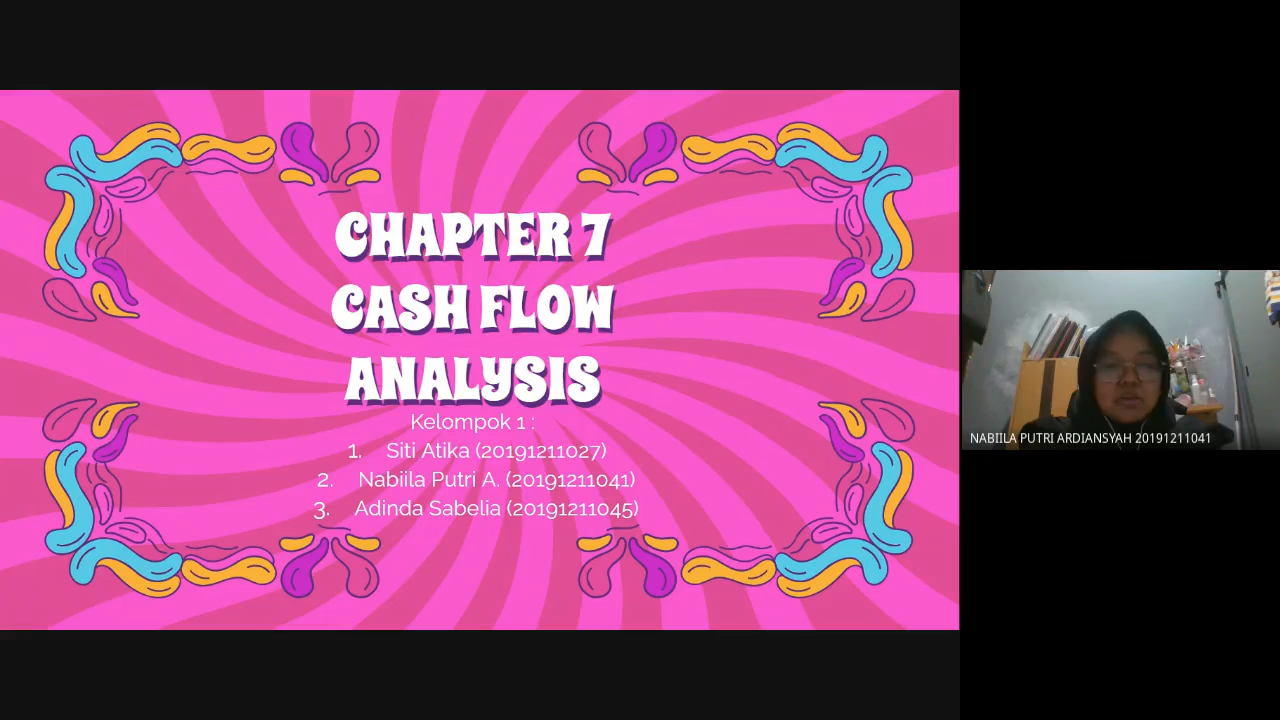 CHAPTER 7
CASH FLOW
ANALYSIS
Kelompok 1 :
1. Siti Atika (20191211027)
2. Nabiila Putri A. (20191211041)
3. Adinda Sabelia (20191211045)
NABIILA PUTRI ARDIANSYAH 20191211041